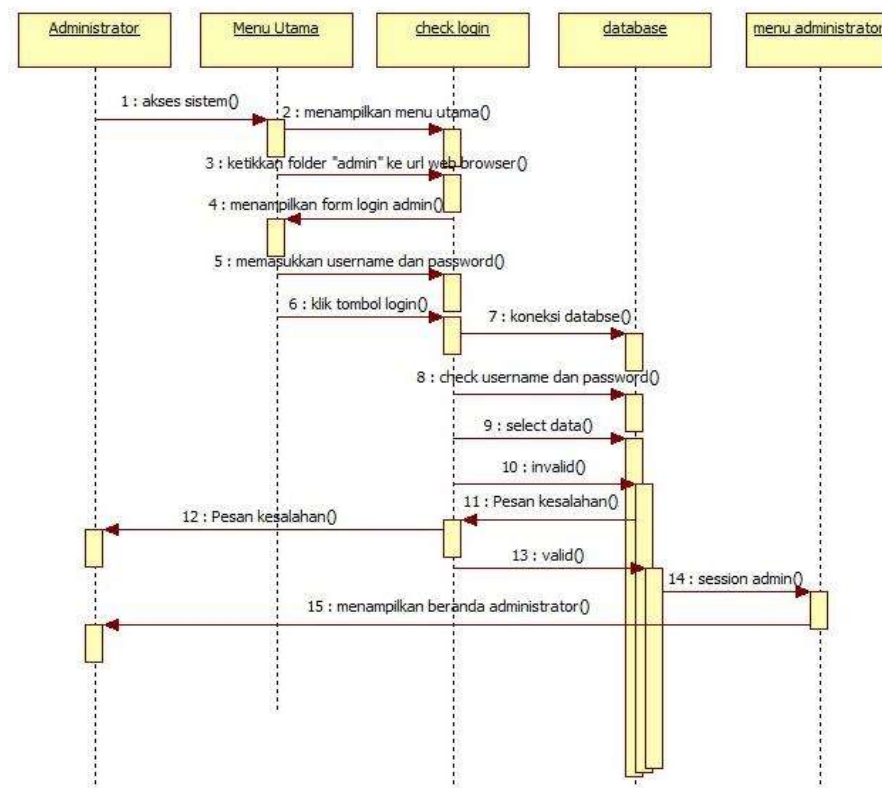 Administrator
Menu Utama
check login
database
menu administrator
1 : akses sistem()
2 : menampilkan menu utama()
3 : ketikkan folder "admin" ke url web browser()
4 : menampilkan form login admin()
5 : memasukkan username dan password()
6 : klik tombol login()
7 : koneksi databse()
8 : check username dan password()
9 : select data()
10 : invalid()
11 : Pesan kesalahan()
12 : Pesan kesalahan()
13 : valid()
14 : session admin()
15 : menampilkan beranda administrator()